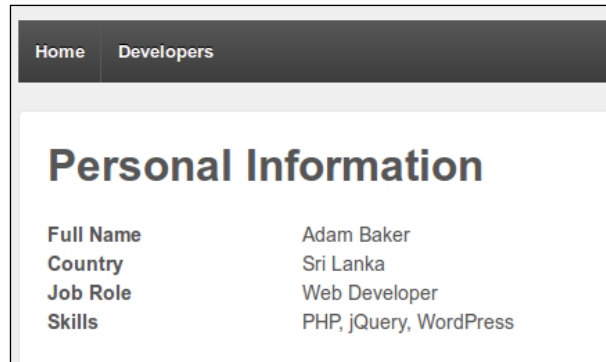 Home Developers
Personal Information
Full Name Adam Baker
Country Sri Lanka
Job Role Web Developer
Skills PHP, jQuery, WordPress